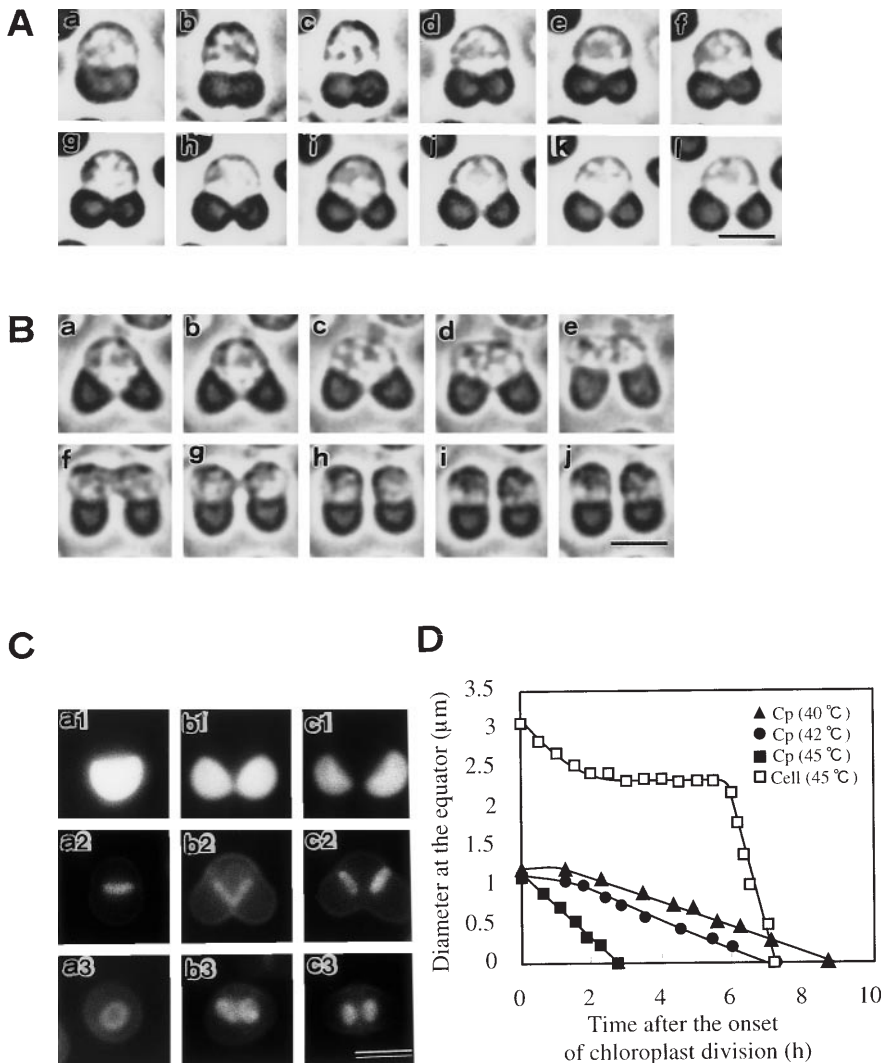 A
a b c d e f
g h i j k l
B
a b c d e
f g h i j
C
a1 b1 c1
a2 b2 c2
a3 b3 c3
D
Diameter at the equator (μm)
3.5
3
2.5
2
1.5
1
0.5
0
▲ Cp (40 ℃)
● Cp (42 ℃)
■ Cp (45 ℃)
□ Cell (45 ℃)
0 2 4 6 8 10
Time after the onset
of chloroplast division (h)